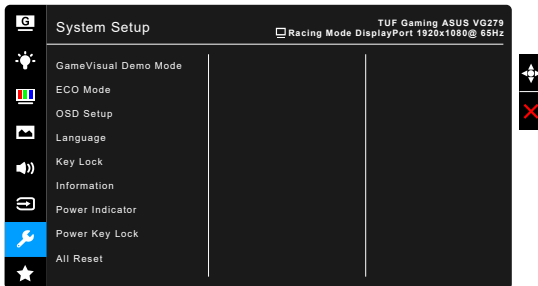 G
System Setup
TUF Gaming ASUS VG279
Racing Mode DisplayPort 1920x1080@ 65Hz
GameVisual Demo Mode
ECO Mode
OSD Setup
Language
Key Lock
Information
Power Indicator
Power Key Lock
All Reset